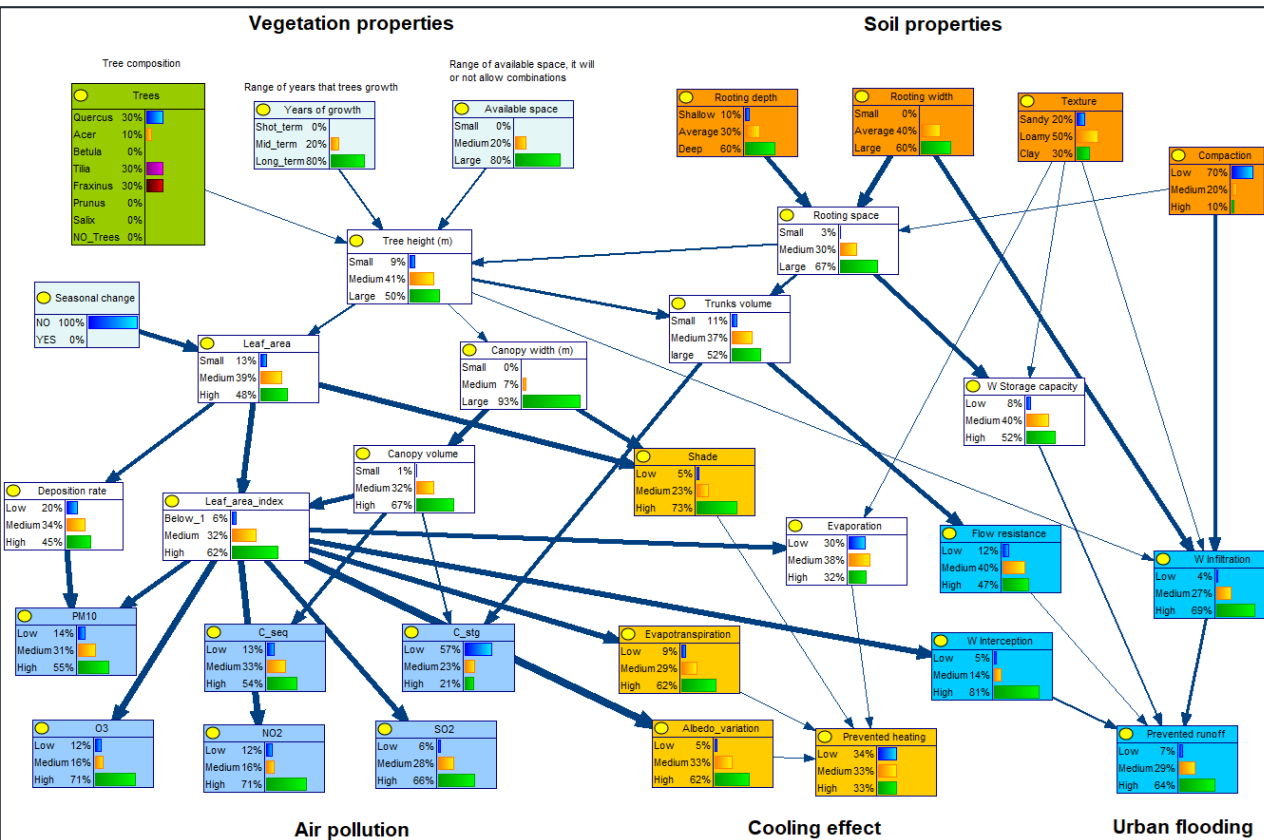 Vegetation properties
Soil properties
Tree composition
Range of years that trees growth
Range of available space, it will
or not allow combinations
Trees
Quercus 30%
Acer 10%
Betula 0%
Tilia 30%
Fraxinus 30%
Prunus 0%
Salix 0%
NO_Trees 0%
Years of growth
Shot_term 0%
Mid_term 20%
Long_term 80%
Available space
Small 0%
Medium 20%
Large 80%
Rooting depth
Shallow 10%
Average 30%
Deep 60%
Rooting width
Small 0%
Average 40%
Large 60%
Texture
Sandy 20%
Loamy 50%
Clay 30%
Compaction
Low 70%
Medium 20%
High 10%
Tree height (m)
Small 9%
Medium 41%
Large 50%
Rooting space
Small 3%
Medium 30%
Large 67%
Seasonal change
NO 100%
YES 0%
Leaf_area
Small 13%
Medium 39%
High 48%
Canopy width (m)
Small 0%
Medium 7%
Large 93%
Trunks volume
Small 11%
Medium 37%
large 52%
W Storage capacity
Low 8%
Medium 40%
High 52%
Canopy volume
Small 1%
Medium 32%
High 67%
Shade
Low 5%
Medium 23%
High 73%
Deposition rate
Low 20%
Medium 34%
High 45%
Leaf_area_index
Below_1 6%
Medium 32%
High 62%
Evaporation
Low 30%
Medium 38%
High 32%
Flow resistance
Low 12%
Medium 40%
High 47%
W Infiltration
Low 4%
Medium 27%
High 69%
PM10
Low 14%
Medium 31%
High 55%
C_seq
Low 13%
Medium 33%
High 54%
C_stg
Low 57%
Medium 23%
High 21%
Evapotranspiration
Low 9%
Medium 29%
High 62%
W Interception
Low 5%
Medium 14%
High 81%
O3
Low 12%
Medium 16%
High 71%
NO2
Low 12%
Medium 16%
High 71%
SO2
Low 6%
Medium 28%
High 66%
Albedo_variation
Low 5%
Medium 33%
High 62%
Prevented heating
Low 34%
Medium 33%
High 33%
Prevented runoff
Low 7%
Medium 29%
High 64%
Air pollution
Cooling effect
Urban flooding